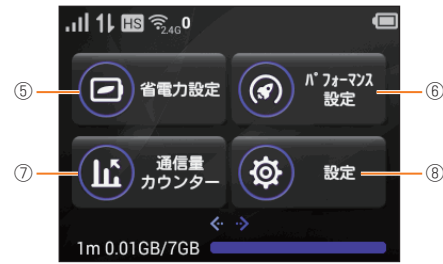 HS 2.4G 0
⑤ 省電力設定
パフォーマンス
設定 ⑥
⑦ 通信量
カウンター
設定 ⑧
1m 0.01GB/7GB